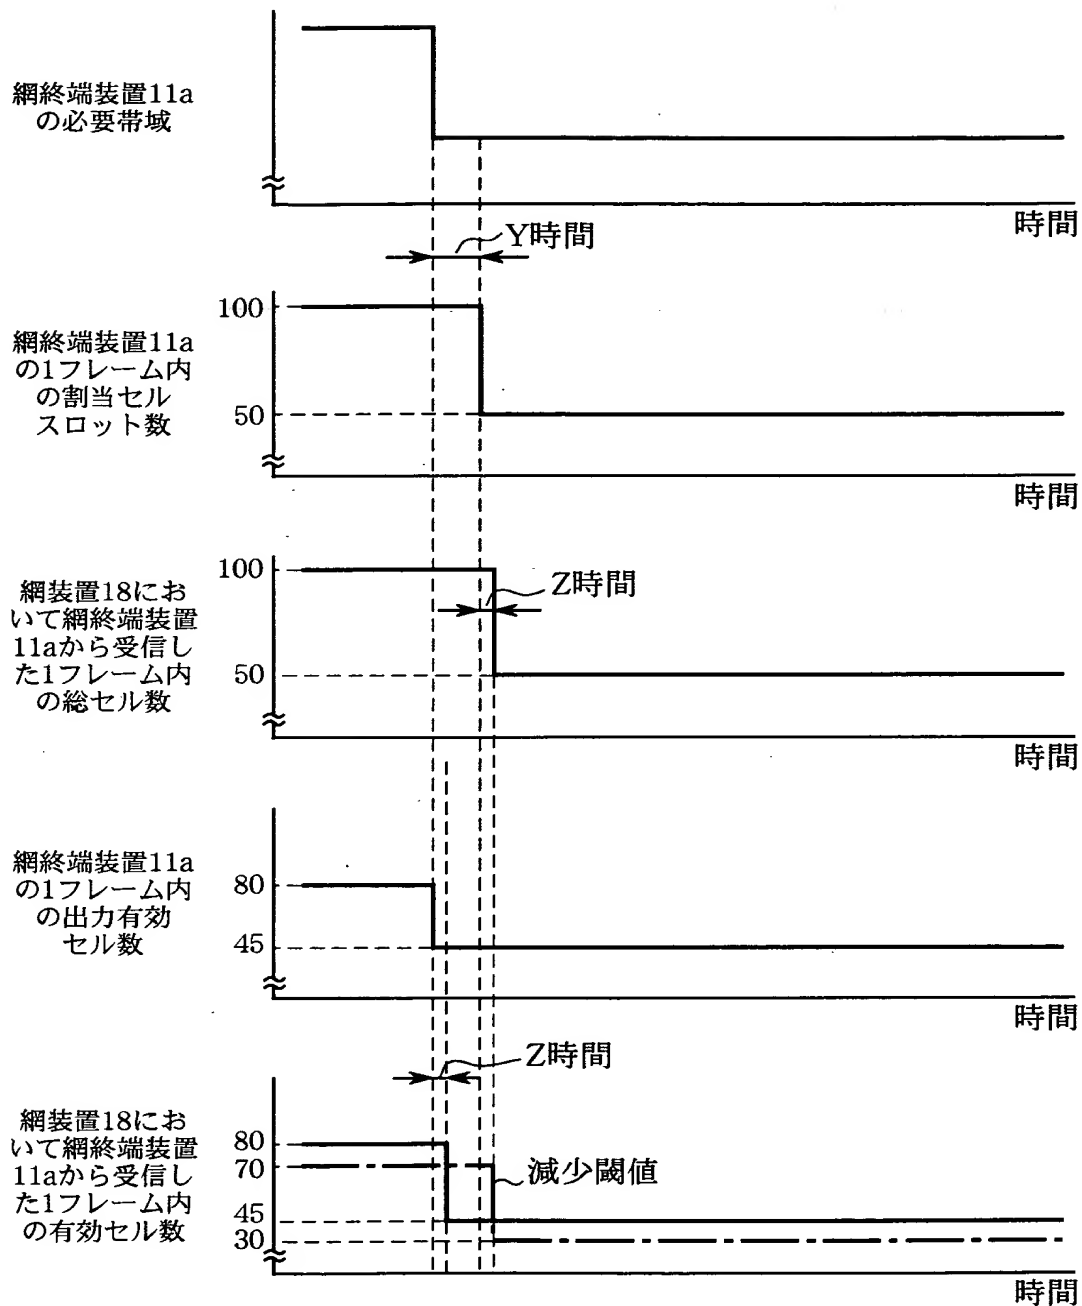 網終端装置11a
の必要帯域
時間
Y時間
100
50
網終端装置11a
の1フレーム内
の割当セル
スロット数
時間
100
50
Z時間
網装置18にお
いて網終端装置
11aから受信し
た1フレーム内
の総セル数
時間
網終端装置11a
の1フレーム内
の出力有効
セル数
80
45
時間
Z時間
網装置18にお
いて網終端装置
11aから受信し
た1フレーム内
の有効セル数
80
70
45
30
減少閾値
時間